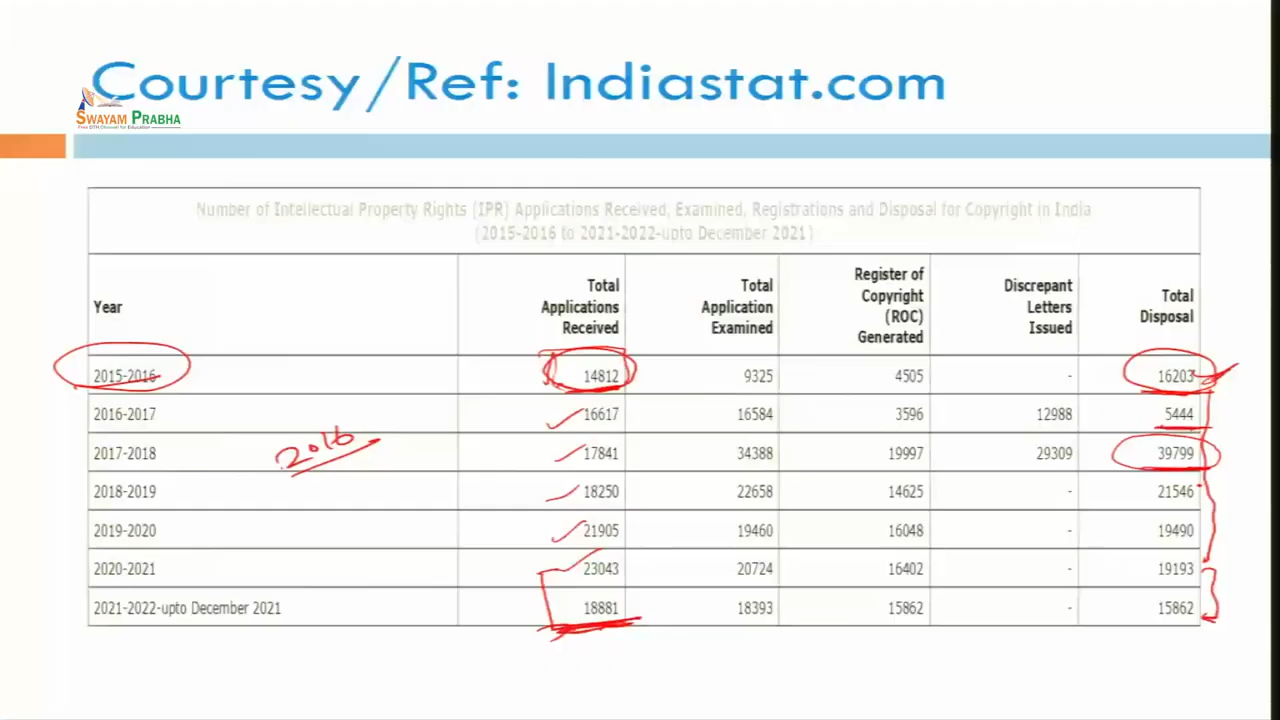 Courtesy/Ref: Indiastat.com
SWAYAM PRABHA
Free DTH Channel for Education
Number of Intellectual Property Rights (IPR) Applications Received, Examined, Registrations and Disposal for Copyright in India
(2015-2016 to 2021-2022-upto December 2021)
Year Total Applications Received Total Application Examined Register of Copyright (ROC) Generated Discrepant Letters Issued Total Disposal
2015-2016 14812 9325 4505 - 16203
2016-2017 16617 16584 3596 12988 5444
2016
2017-2018 17841 34388 19997 29309 39799
2018-2019 18250 22658 14625 - 21546
2019-2020 21905 19460 16048 - 19490
2020-2021 23043 20724 16402 - 19193
2021-2022-upto December 2021 18881 18393 15862 - 15862